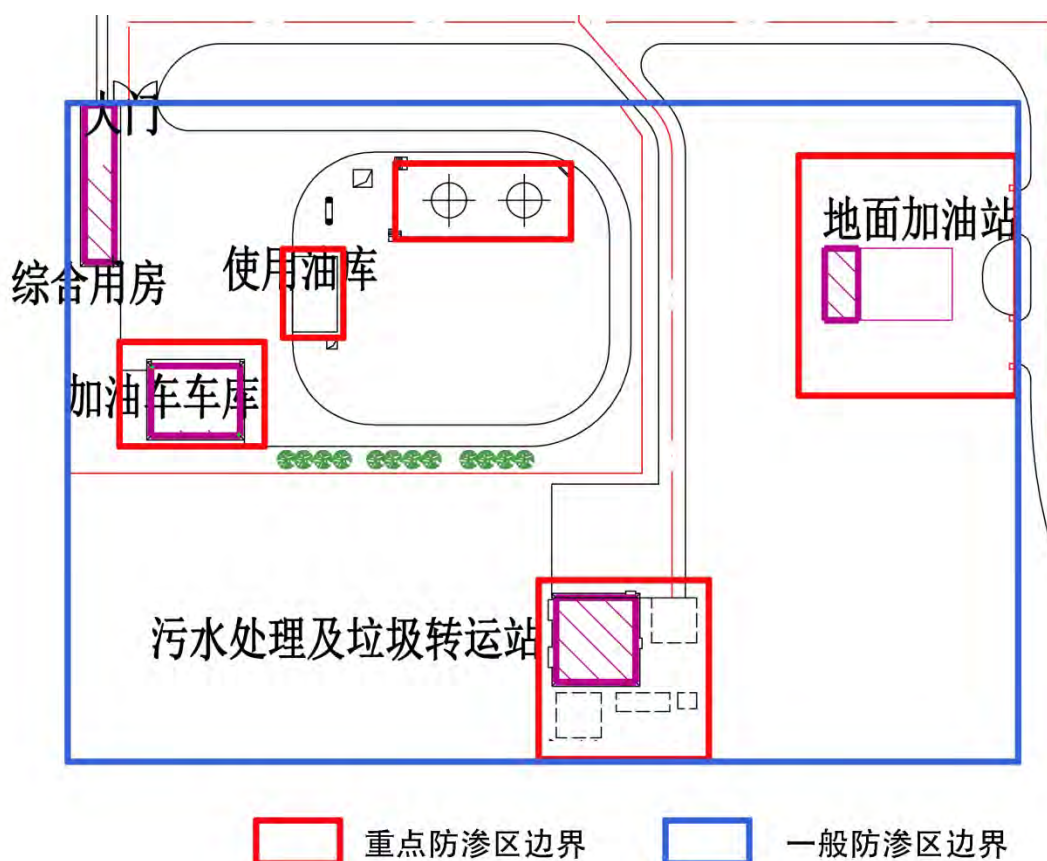 大门
地面加油站
使用油库
综合用房
加油车车库
污水处理及垃圾转运站
重点防渗区边界
一般防渗区边界